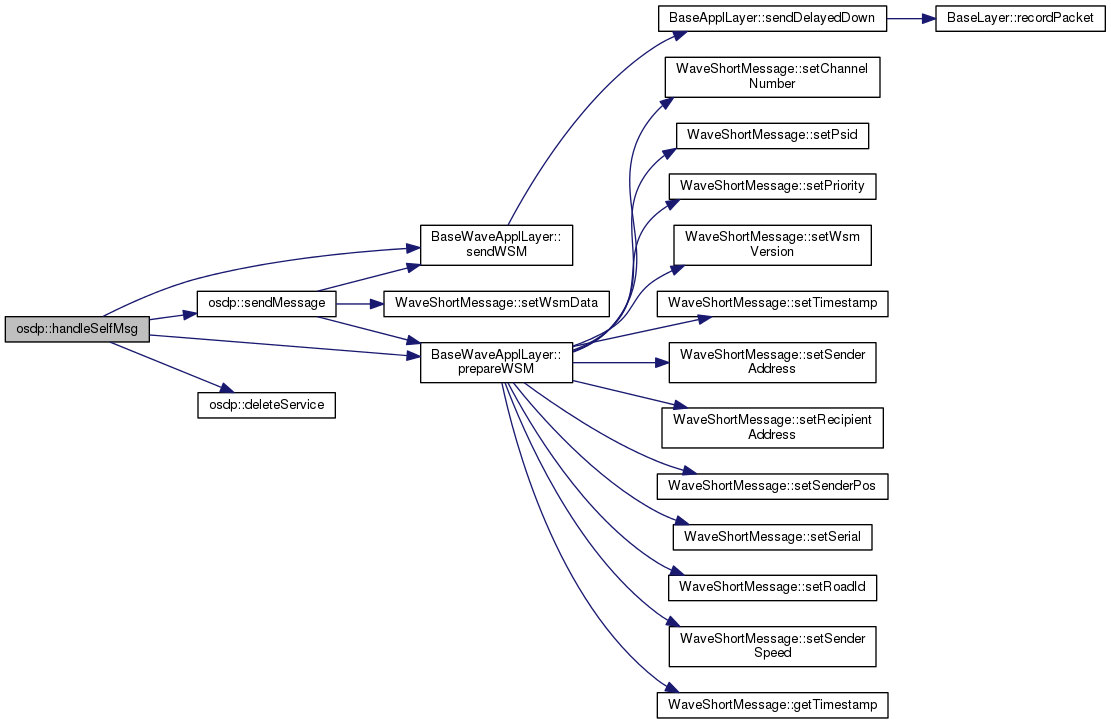 osdp::handleSelfMsg
osdp::sendMessage
osdp::deleteService
BaseWaveApplLayer::
sendWSM
WaveShortMessage::setWsmData
BaseWaveApplLayer::
prepareWSM
BaseApplLayer::sendDelayedDown
BaseLayer::recordPacket
WaveShortMessage::setChannel
Number
WaveShortMessage::setPsid
WaveShortMessage::setPriority
WaveShortMessage::setWsm
Version
WaveShortMessage::setTimestamp
WaveShortMessage::setSender
Address
WaveShortMessage::setRecipient
Address
WaveShortMessage::setSenderPos
WaveShortMessage::setSerial
WaveShortMessage::setRoadId
WaveShortMessage::setSender
Speed
WaveShortMessage::getTimestamp